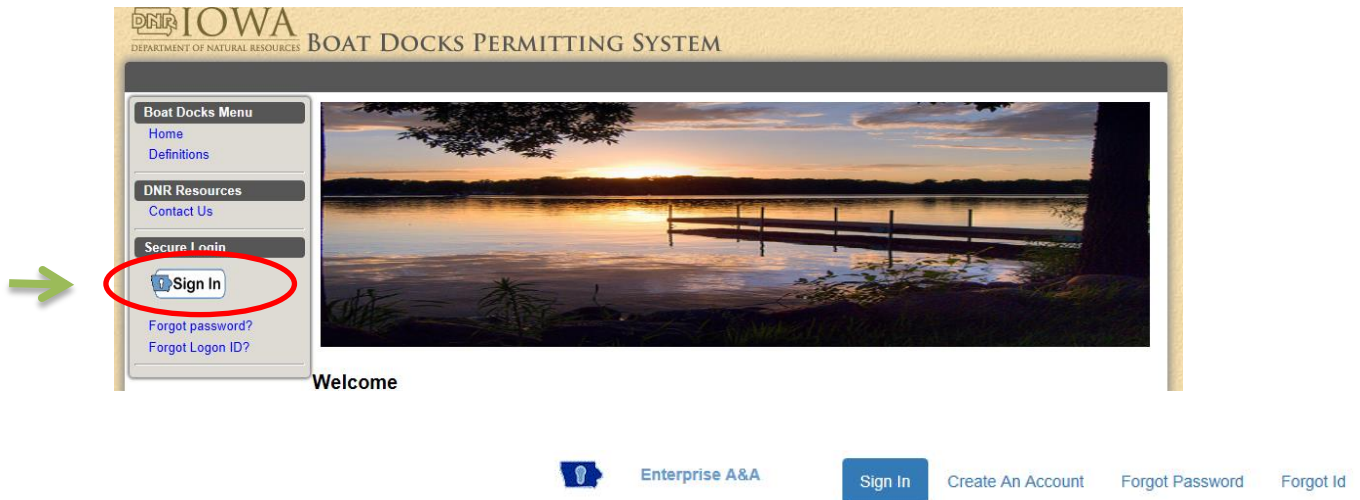 DNR IOWA
DEPARTMENT OF NATURAL RESOURCES BOAT DOCKS PERMITTING SYSTEM
Boat Docks Menu
Home
Definitions
DNR Resources
Contact Us
Secure Login
Sign In
Forgot password?
Forgot Logon ID?
Welcome
Enterprise A&A Sign In Create An Account Forgot Password Forgot Id